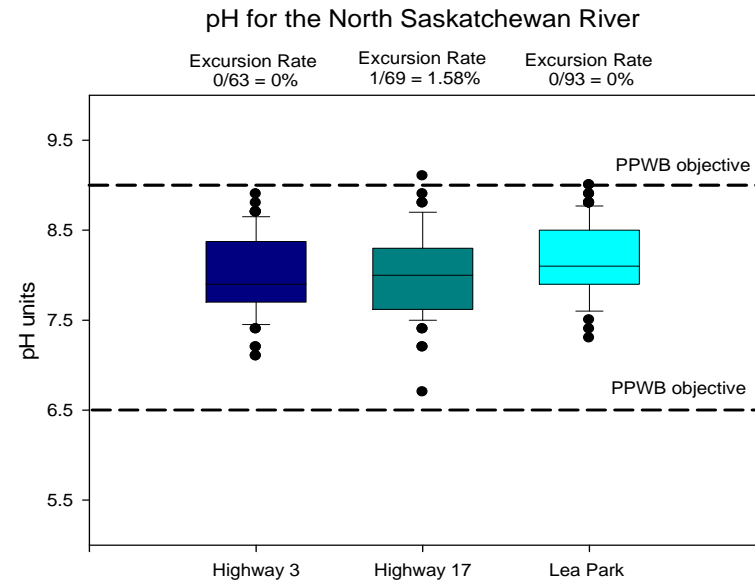 pH for the North Saskatchewan River
Excursion Rate
0/63 = 0%
Excursion Rate
1/69 = 1.58%
Excursion Rate
0/93 = 0%
pH units
9.5
8.5
7.5
6.5
5.5
PPWB objective
PPWB objective
Highway 3
Highway 17
Lea Park